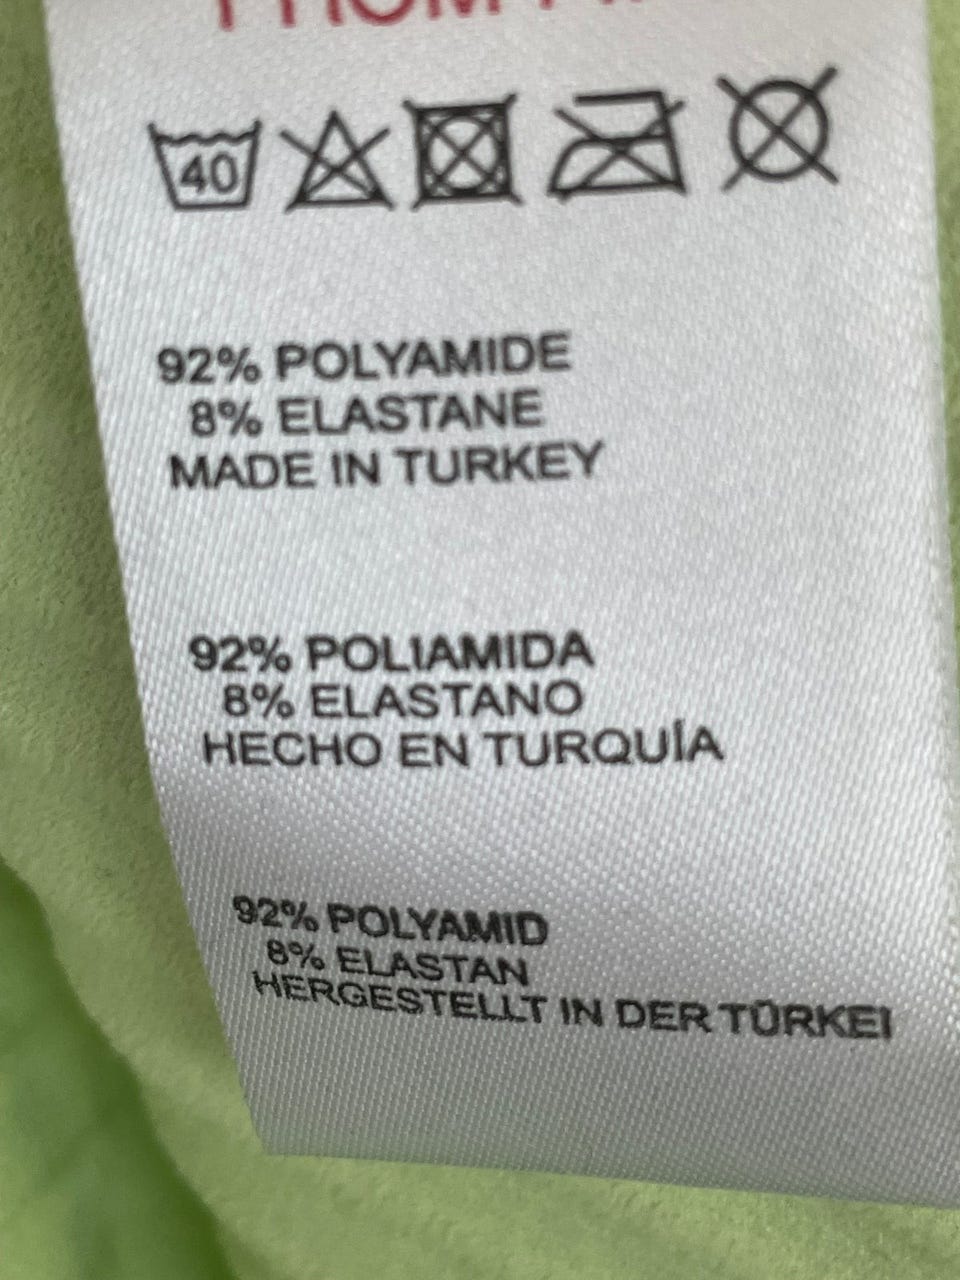 40
92% POLYAMIDE
8% ELASTANE
MADE IN TURKEY
92% POLIAMIDA
8% ELASTANO
HECHO EN TURQUÍA
92% POLYAMID
8% ELASTAN
HERGESTELLT IN DER TÜRKEI